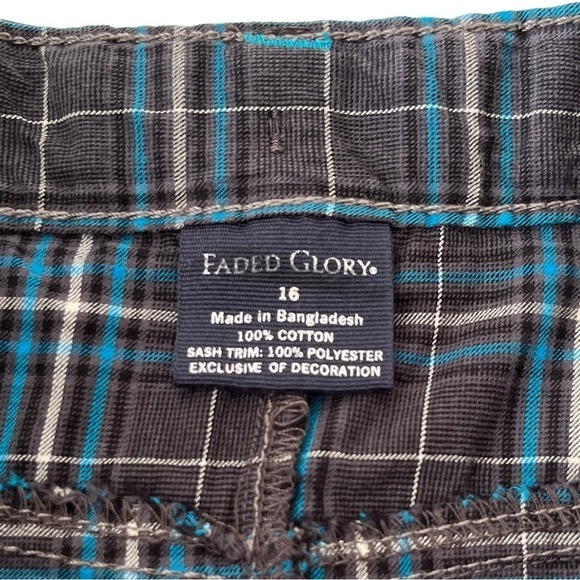 FADED GLORY®
16
Made in Bangladesh
100% COTTON
SASH TRIM: 100% POLYESTER
EXCLUSIVE OF DECORATION